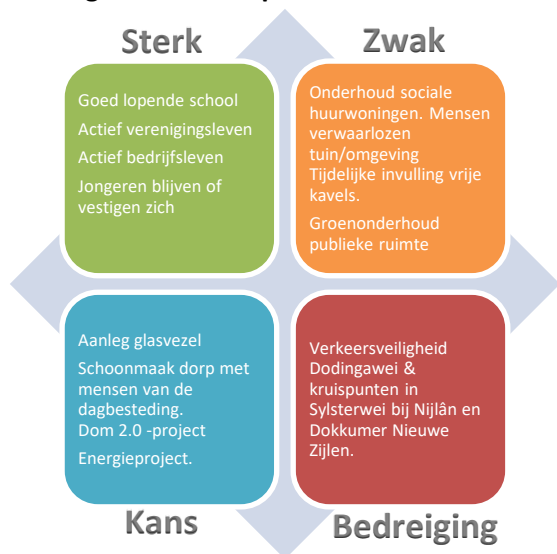 Sterk
Zwak
Goed lopende school
Actief verenigingsleven
Actief bedrijfsleven
Jongeren blijven of
vestigen zich
Onderhoud sociale
huurwoningen. Mensen
verwaarlozen
tuin/omgeving
Tijdelijke invulling vrije
kavels.
Groenonderhoud
publieke ruimte
Aanleg glasvezel
Schoonmaak dorp met
mensen van de
dagbesteding.
Dom 2.0 -project
Energieproject.
Verkeersveiligheid
Dodingawei &
kruispunten in
Sylsterwei bij Nijlân en
Dokkumer Nieuwe
Zijlen.
Kans
Bedreiging